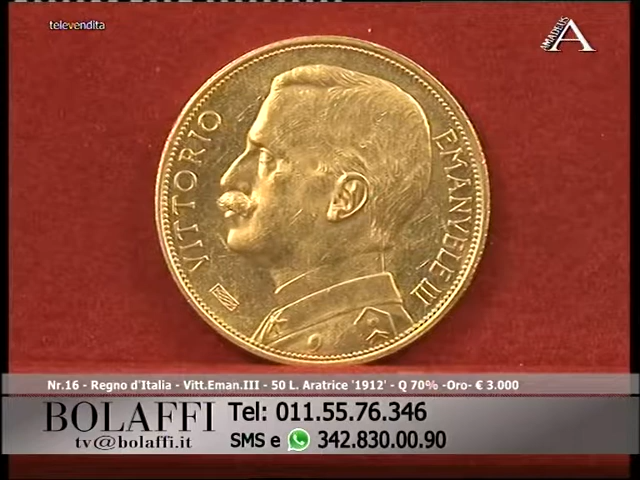 televendita
AMADEUS
A
VITTORIO EMANVELE III
Nr.16 - Regno d'Italia - Vitt.Eman.III - 50 L. Aratrice '1912' - Q 70% -Oro- € 3.000
BOLAFFI
tv@bolaffi.it
Tel: 011.55.76.346
SMS e 342.830.00.90